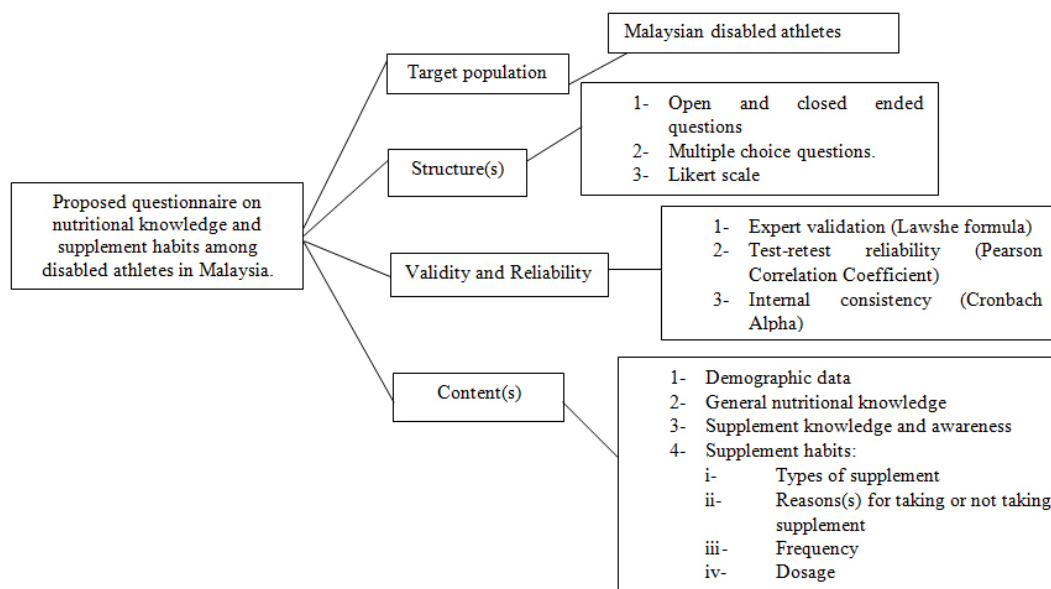 Proposed questionnaire on
nutritional knowledge and
supplement habits among
disabled athletes in Malaysia.
Target population
Malaysian disabled athletes
Structure(s)
1- Open and closed ended
questions
2- Multiple choice questions.
3- Likert scale
Validity and Reliability
1- Expert validation (Lawshe formula)
2- Test-retest reliability (Pearson
Correlation Coefficient)
3- Internal consistency (Cronbach
Alpha)
Content(s)
1- Demographic data
2- General nutritional knowledge
3- Supplement knowledge and awareness
4- Supplement habits:
i- Types of supplement
ii- Reasons(s) for taking or not taking
supplement
iii- Frequency
iv- Dosage